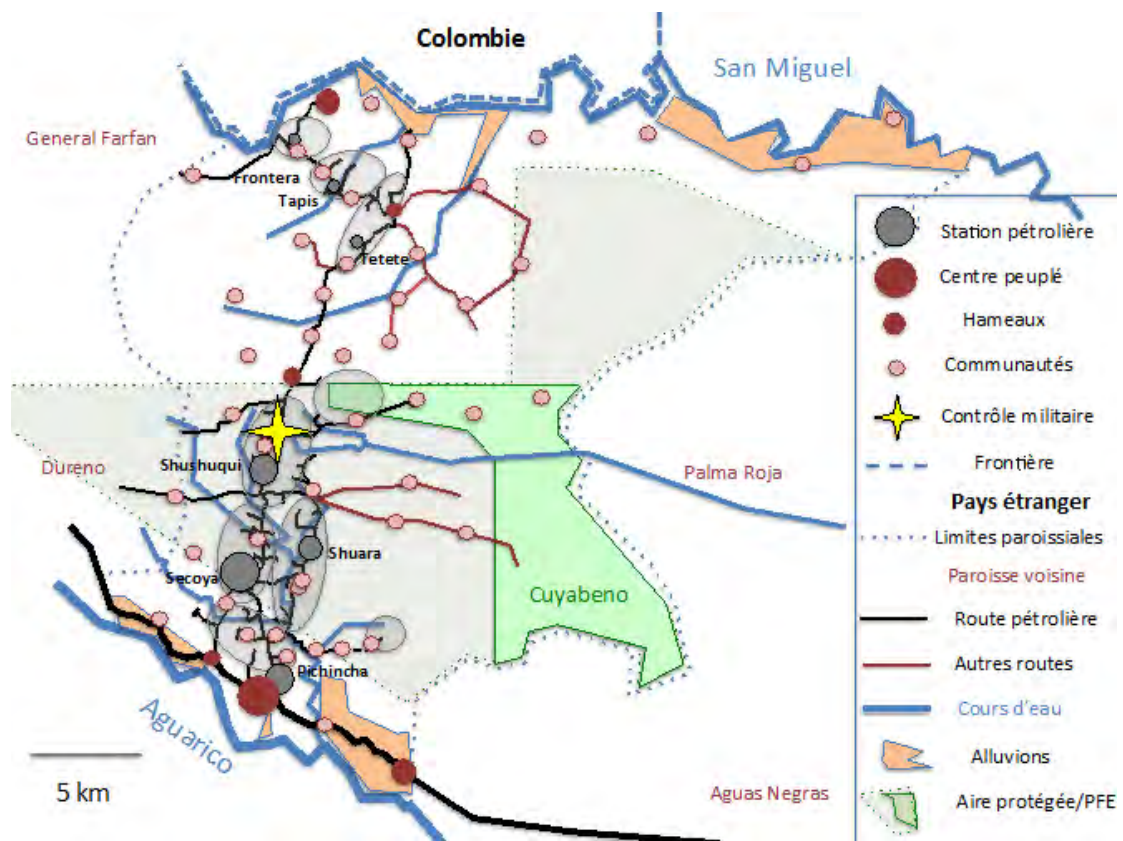 Colombie
San Miguel
General Farfan
Frontera
Tapis
Tetete
Dureno
Shushuqui
Palma Roja
Shuara
Secoya
Cuyabeno
Pichincha
Aguarico
5 km
Aguas Negras
Station pétrolière
Centre peuplé
Hameaux
Communautés
Contrôle militaire
Frontière
Pays étranger
Limites paroissiales
Paroisse voisine
Route pétrolière
Autres routes
Cours d'eau
Alluvions
Aire protégée/PFE